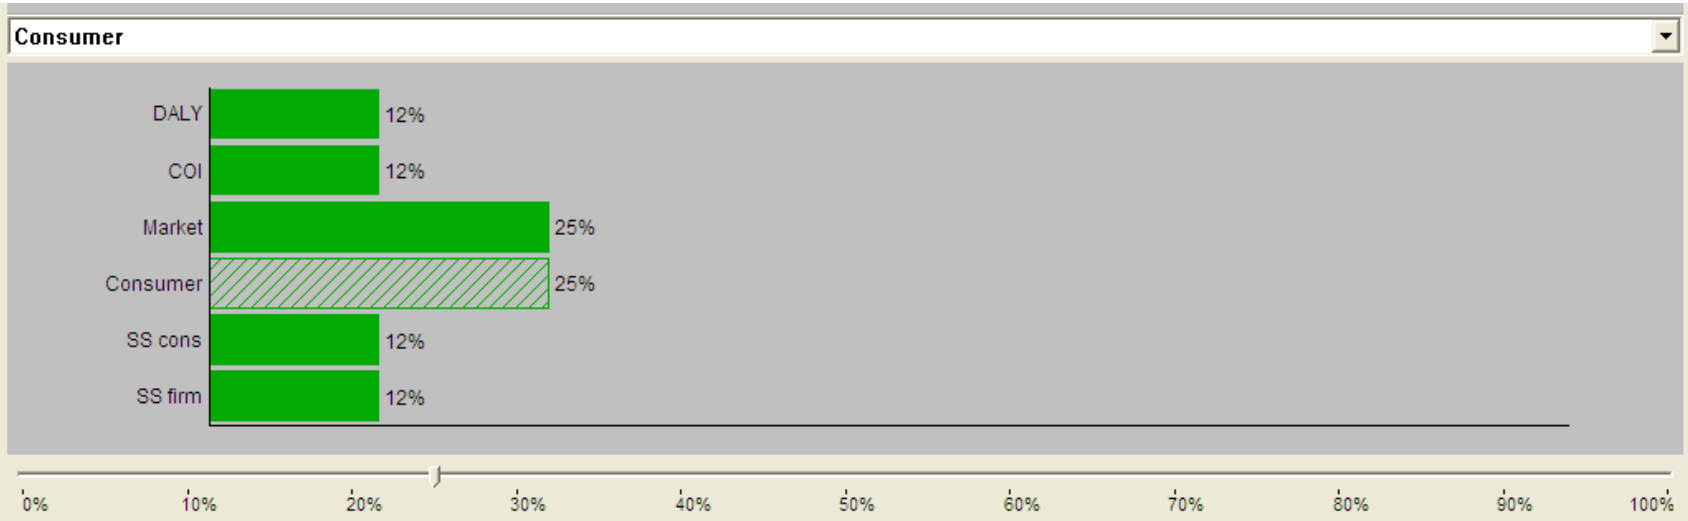 Consumer
DALY 12%
COI 12%
Market 25%
Consumer 25%
SS cons 12%
SS firm 12%
0% 10% 20% 30% 40% 50% 60% 70% 80% 90% 100%